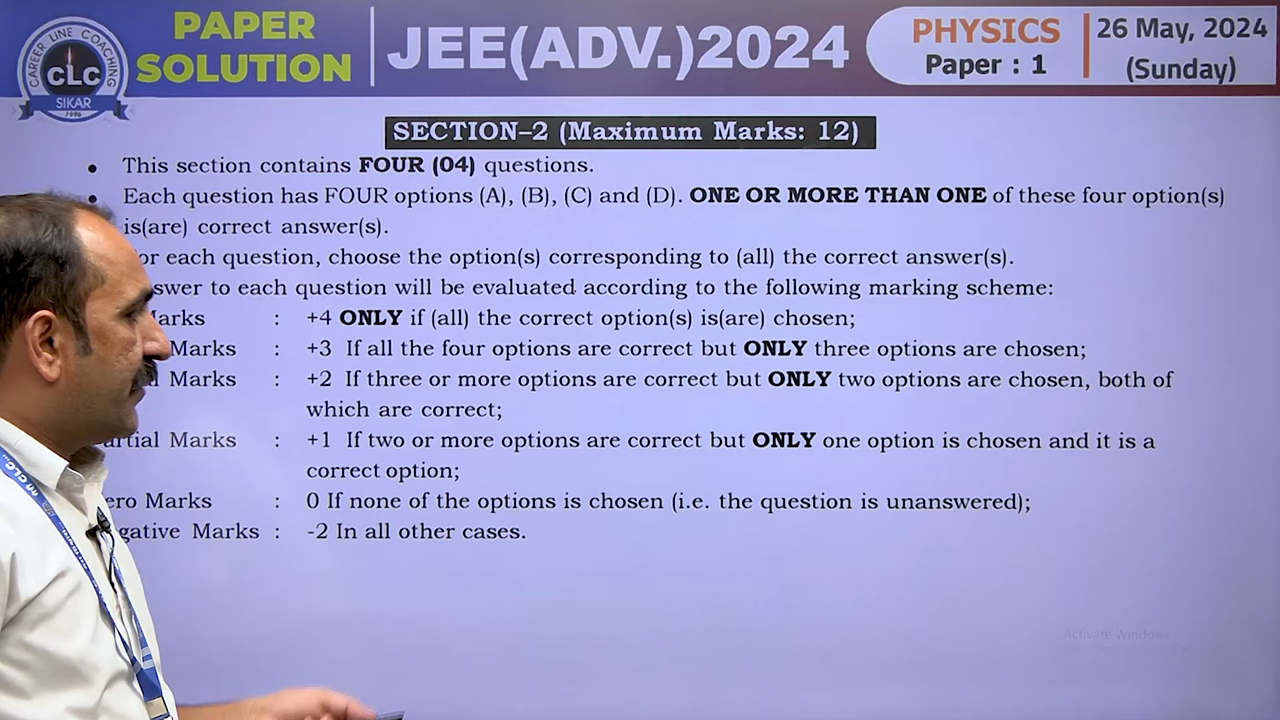 CAREER LINE COACHING
CLC
SIKAR
1996
PAPER
SOLUTION
JEE(ADV.)2024
PHYSICS
Paper : 1
26 May, 2024
(Sunday)
SECTION–2 (Maximum Marks: 12)
• This section contains FOUR (04) questions.
• Each question has FOUR options (A), (B), (C) and (D). ONE OR MORE THAN ONE of these four option(s)
is(are) correct answer(s).
each question, choose the option(s) corresponding to (all) the correct answer(s).
to each question will be evaluated according to the following marking scheme:
Marks : +4 ONLY if (all) the correct option(s) is(are) chosen;
Marks : +3 If all the four options are correct but ONLY three options are chosen;
Marks : +2 If three or more options are correct but ONLY two options are chosen, both of
which are correct;
Marks : +1 If two or more options are correct but ONLY one option is chosen and it is a
correct option;
Marks : 0 If none of the options is chosen (i.e. the question is unanswered);
Marks : -2 In all other cases.
Activate Windows
CLC